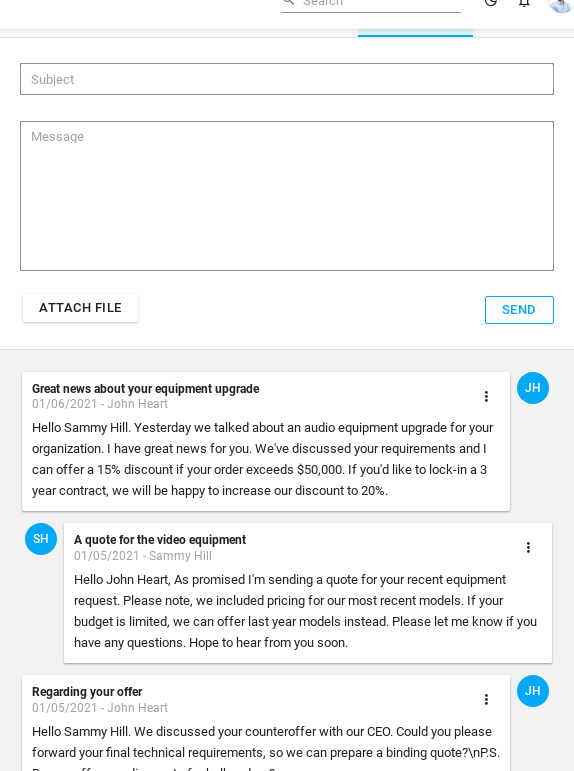 Search
Subject
Message
ATTACH FILE
SEND
Great news about your equipment upgrade
01/06/2021 - John Heart
JH
Hello Sammy Hill. Yesterday we talked about an audio equipment upgrade for your
organization. I have great news for you. We've discussed your requirements and I
can offer a 15% discount if your order exceeds $50,000. If you'd like to lock-in a 3
year contract, we will be happy to increase our discount to 20%.
SH
A quote for the video equipment
01/05/2021 - Sammy Hill
Hello John Heart, As promised I'm sending a quote for your recent equipment
request. Please note, we included pricing for our most recent models. If your
budget is limited, we can offer last year models instead. Please let me know if you
have any questions. Hope to hear from you soon.
Regarding your offer
01/05/2021 - John Heart
JH
Hello Sammy Hill. We discussed your counteroffer with our CEO. Could you please
forward your final technical requirements, so we can prepare a binding quote?\nP.S.